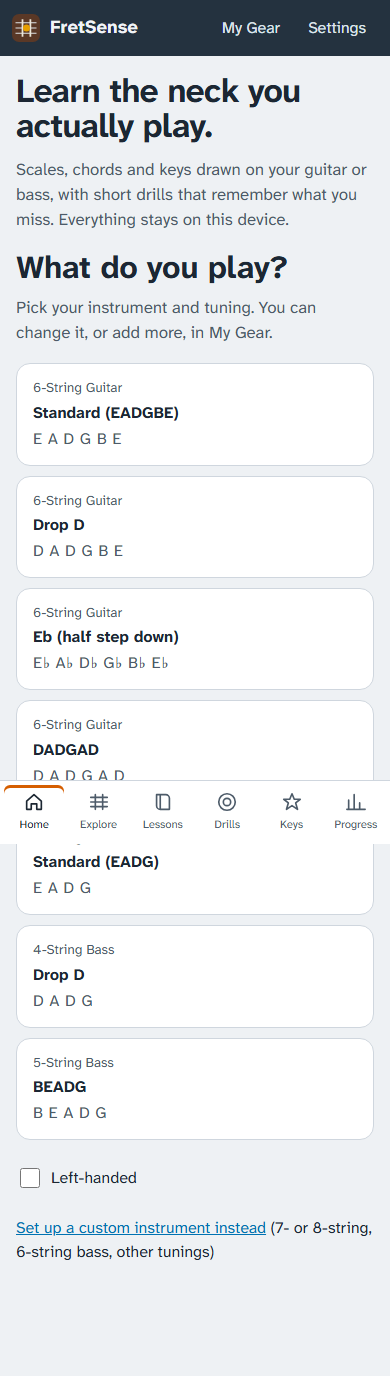 FretSense
My Gear
Settings
Learn the neck you
actually play.
Scales, chords and keys drawn on your guitar or
bass, with short drills that remember what you
miss. Everything stays on this device.
What do you play?
Pick your instrument and tuning. You can
change it, or add more, in My Gear.
6-String Guitar
Standard (EADGBE)
E A D G B E
6-String Guitar
Drop D
D A D G B E
6-String Guitar
Eb (half step down)
E♭ A♭ D♭ G♭ B♭ E♭
6-String Guitar
DADGAD
D A D G A D
Home
Explore
Lessons
Drills
Keys
Progress
Standard (EADG)
E A D G
4-String Bass
Drop D
D A D G
5-String Bass
BEADG
B E A D G
Left-handed
Set up a custom instrument instead (7- or 8-string,
6-string bass, other tunings)